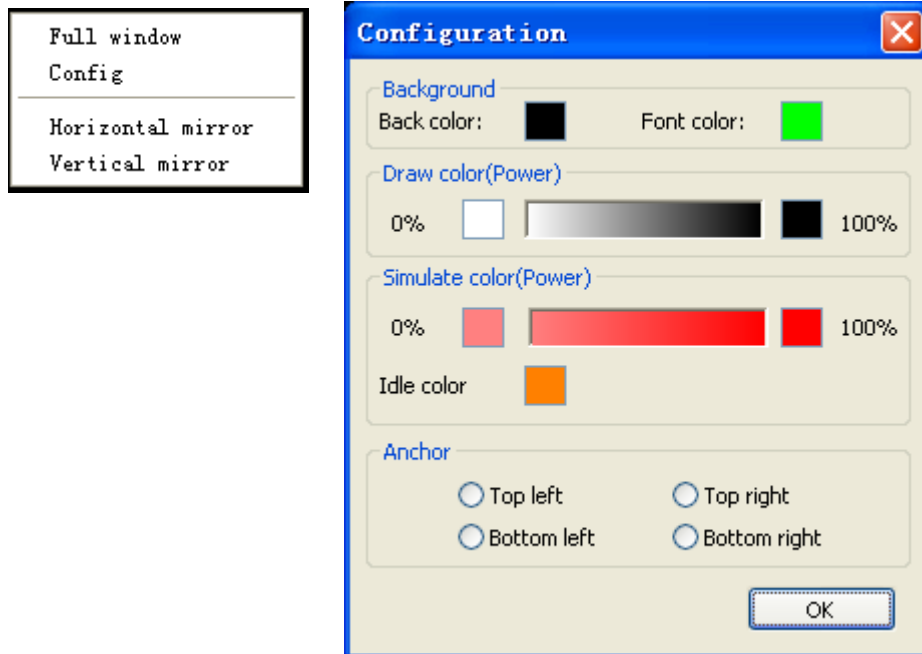 Full window
Config
Horizontal mirror
Vertical mirror
Configuration
Background
Back color: Font color:
Draw color(Power)
0% 100%
Simulate color(Power)
0% 100%
Idle color
Anchor
Top left Top right
Bottom left Bottom right
OK